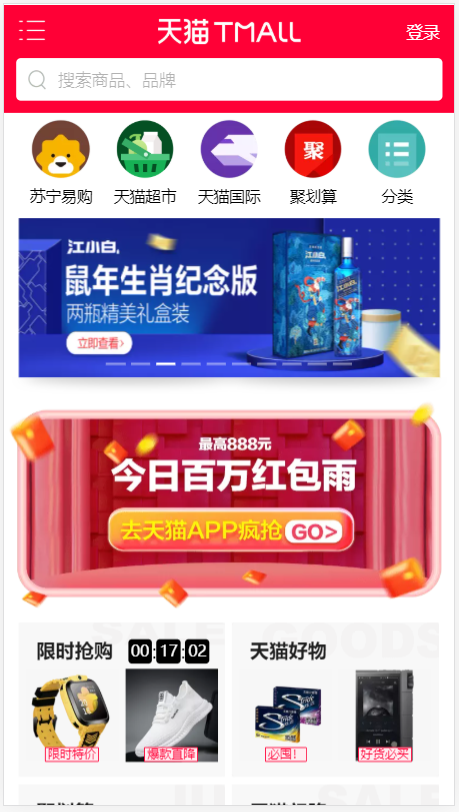 天猫 TMALL
登录
搜索商品、品牌
聚
苏宁易购
天猫超市
天猫国际
聚划算
分类
江小白.
鼠年生肖纪念版
两瓶精美礼盒装
立即查看>
江小白.
最高888元
今日百万红包雨
去天猫APP疯抢 GO>
SALE
GOODS
限时抢购 00:17:02
天猫好物
限时特价
爆款直降
必囤!
好货必买